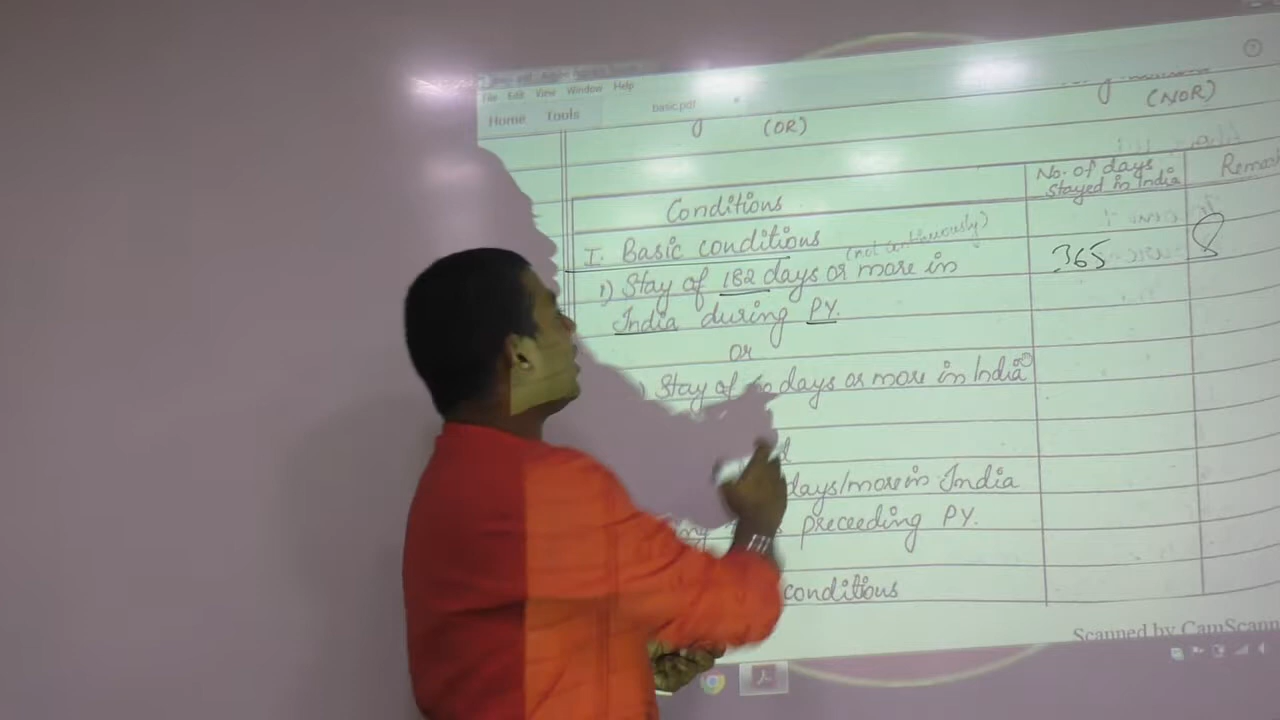 File Edit View Window Help
Home Tools basic.pdf
(OR) (NOR)
Conditions
No. of days
stayed in India
I. Basic conditions (not continuously)
1) Stay of 182 days or more in
365
India during PY.
or
) Stay of days or more in India
days/more in India
preceeding PY.
conditions
Scanned by CamScann